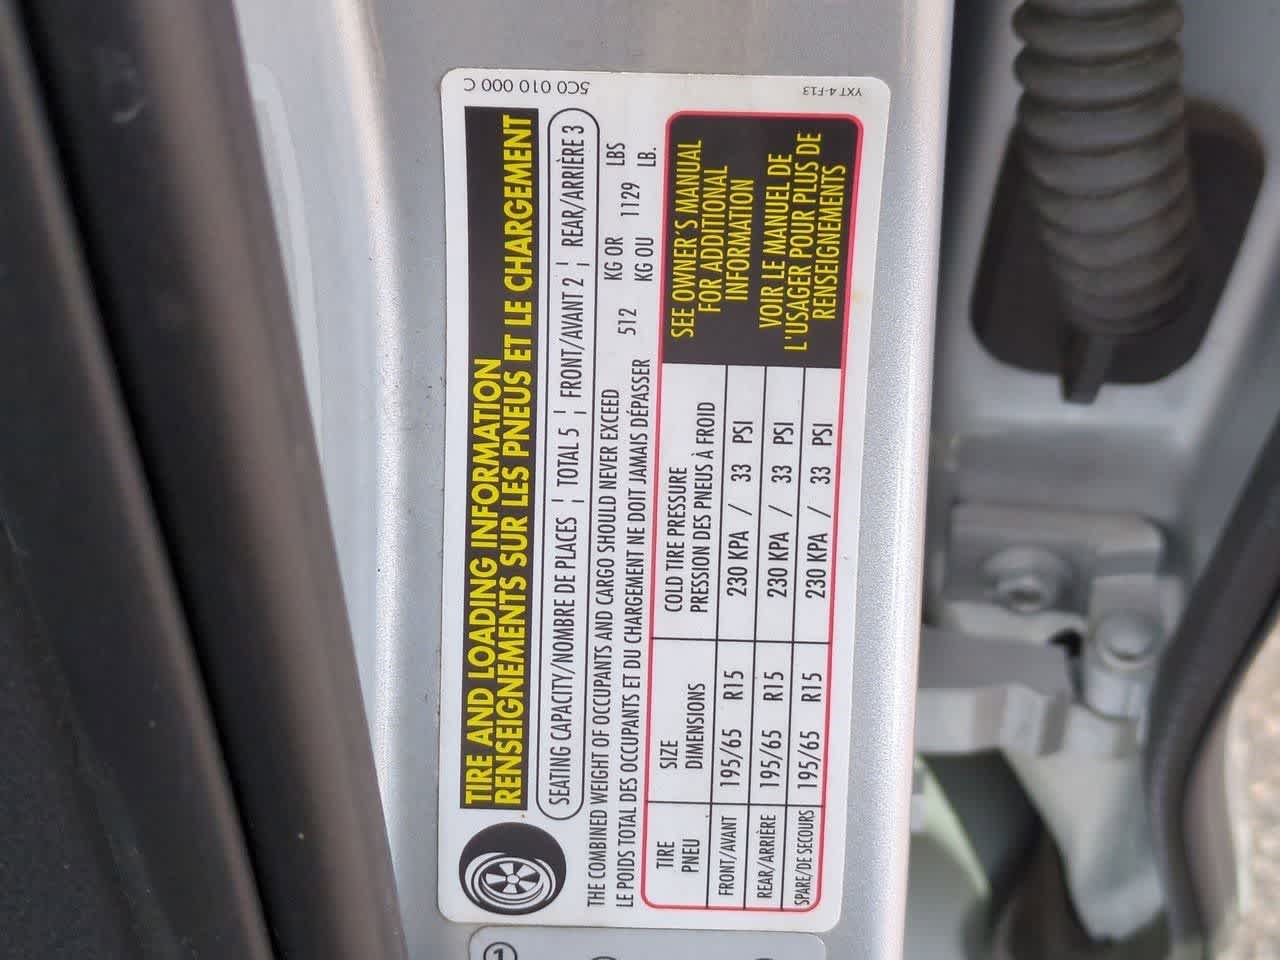 5C0 010 000 C
YXT 4-F13
TIRE AND LOADING INFORMATION
RENSEIGNEMENTS SUR LES PNEUS ET LE CHARGEMENT
SEATING CAPACITY/NOMBRE DE PLACES ¦ TOTAL 5 ¦ FRONT/AVANT 2 ¦ REAR/ARRIÈRE 3
THE COMBINED WEIGHT OF OCCUPANTS AND CARGO SHOULD NEVER EXCEED 512 KG OR 1129 LBS
LE POIDS TOTAL DES OCCUPANTS ET DU CHARGEMENT NE DOIT JAMAIS DÉPASSER KG OU LB.
TIRE SIZE COLD TIRE PRESSURE
PNEU DIMENSIONS PRESSION DES PNEUS À FROID
FRONT/AVANT 195/65 R15 230 KPA / 33 PSI
REAR/ARRIÈRE 195/65 R15 230 KPA / 33 PSI
SPARE/DE SECOURS 195/65 R15 230 KPA / 33 PSI
SEE OWNER'S MANUAL
FOR ADDITIONAL
INFORMATION
VOIR LE MANUEL DE
L'USAGER POUR PLUS DE
RENSEIGNEMENTS
1